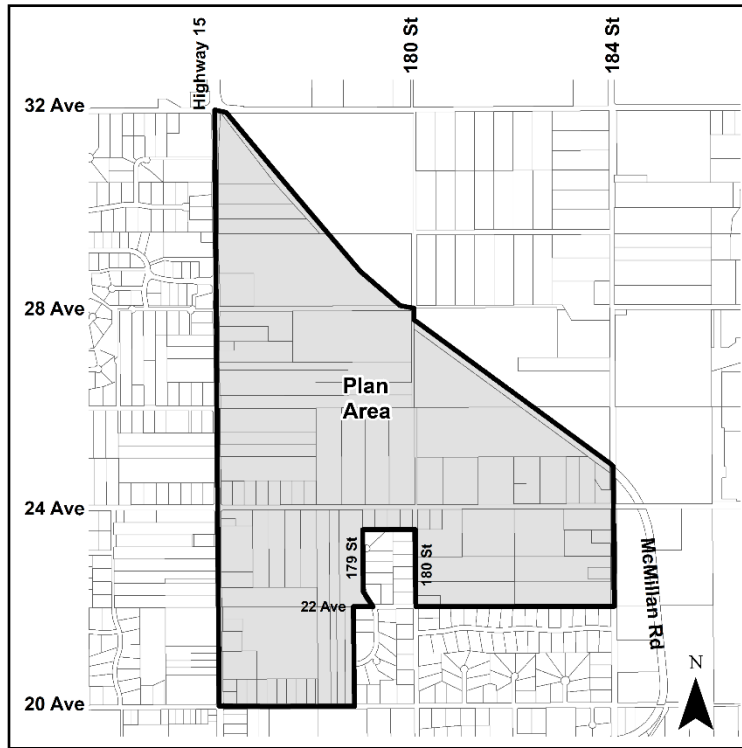 Highway 15
180 St
184 St
32 Ave
28 Ave
Plan
Area
24 Ave
179 St
180 St
22 Ave
McMillan Rd
N
20 Ave